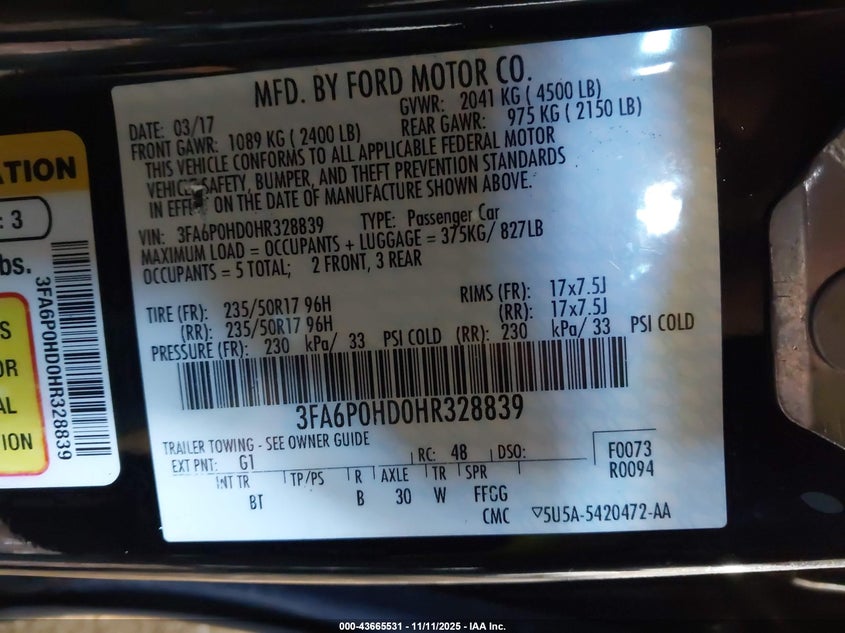 MFD. BY FORD MOTOR CO.
DATE: 03/17
GVWR: 2041 KG ( 4500 LB)
FRONT GAWR: 1089 KG ( 2400 LB)
REAR GAWR: 975 KG ( 2150 LB)
THIS VEHICLE CONFORMS TO ALL APPLICABLE FEDERAL MOTOR
VEHICLE SAFETY, BUMPER, AND THEFT PREVENTION STANDARDS
IN EFFECT ON THE DATE OF MANUFACTURE SHOWN ABOVE.
VIN: 3FA6P0HD0HR328839 TYPE: Passenger Car
MAXIMUM LOAD = OCCUPANTS + LUGGAGE = 375KG/ 827LB
OCCUPANTS = 5 TOTAL; 2 FRONT, 3 REAR
TIRE (FR): 235/50R17 96H RIMS (FR): 17x7.5J
(RR): 235/50R17 96H (RR): 17x7.5J
PRESSURE (FR): 230 kPa/ 33 PSI COLD (RR): 230 kPa/ 33 PSI COLD
3FA6P0HD0HR328839
TRAILER TOWING - SEE OWNER GUIDE
EXT PNT: G1 RC: 48 DSO: F0073
R0094
INT TR TP/PS R AXLE TR SPR
BT B 30 W FFCG
CMC 5U5A-5420472-AA
ATION
: 3
bs.
3FA6P0HD0HR328839
S
OR
AL
ION
000-43665531 - 11/11/2025 - IAA Inc.